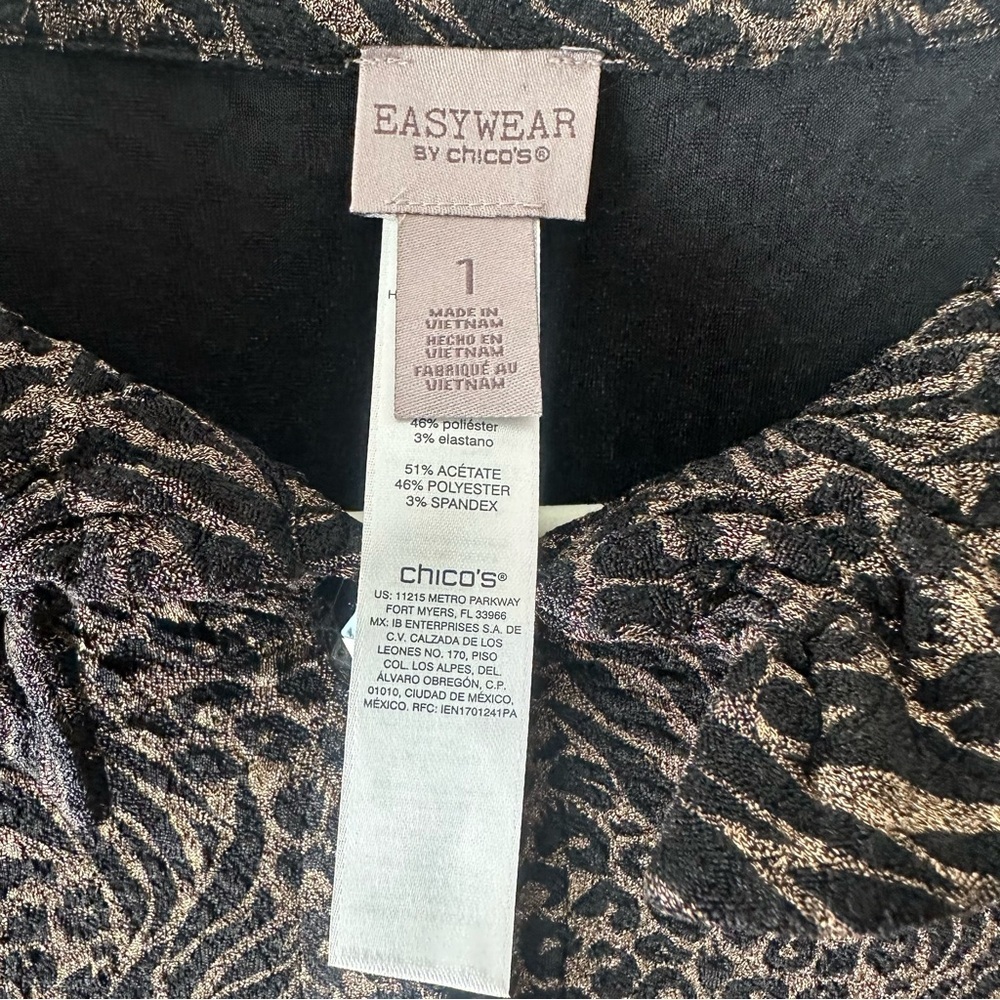 EASYWEAR
BY chico's®
1
MADE IN
VIETNAM
HECHO EN
VIETNAM
FABRIQUÉ AU
VIETNAM
H
46% poliéster
3% elastano
51% ACÉTATE
46% POLYESTER
3% SPANDEX
chico's®
US: 11215 METRO PARKWAY
FORT MYERS, FL 33966
MX: IB ENTERPRISES S.A. DE
C.V. CALZADA DE LOS
LEONES NO. 170, PISO
COL. LOS ALPES, DEL.
ÁLVARO OBREGÓN, C.P.
01010, CIUDAD DE MÉXICO,
MÉXICO. RFC: IEN1701241PA